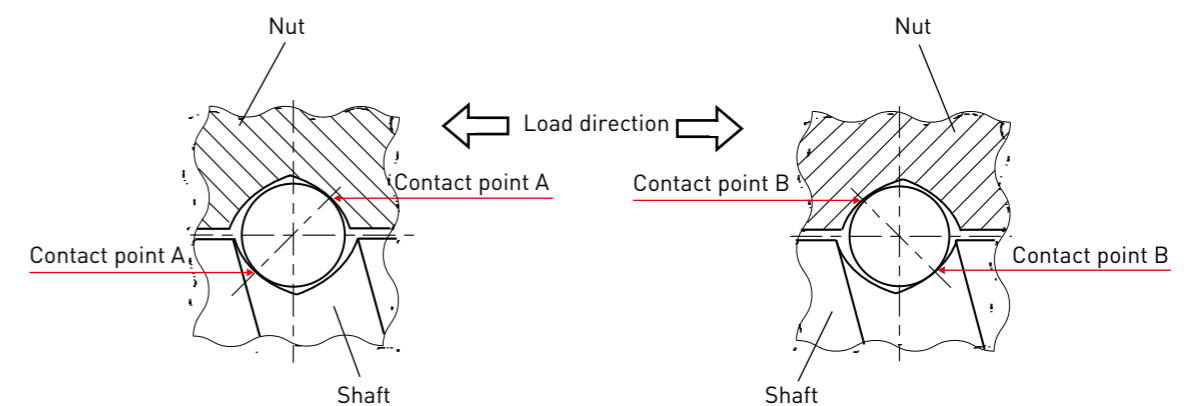 Nut
Nut
Load direction
Contact point A
Contact point B
Contact point A
Contact point B
Shaft
Shaft